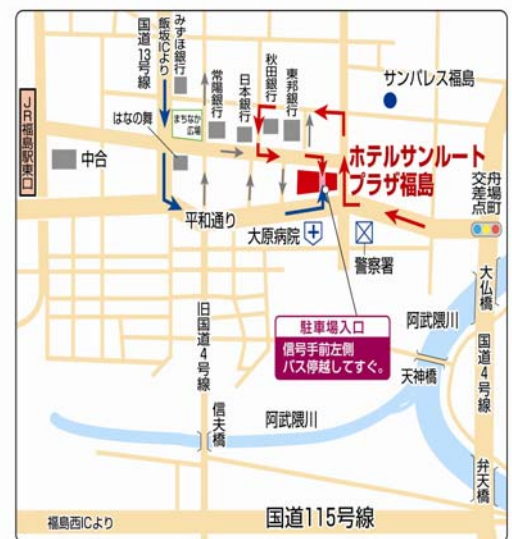 国道13号線
飯坂ICより
みずほ銀行
常陽銀行
日本銀行
秋田銀行
東邦銀行
サンパレス福島
まちなか
広場
はなの舞
JR福島駅東口
中合
ホテルサンルート
プラザ福島
舟場町
交差点
平和通り
大原病院
警察署
大仏橋
駐車場入口
信号手前左側
バス停越してすぐ。
阿武隈川
国道4号線
旧国道4号線
天神橋
信夫橋
阿武隈川
弁天橋
福島西ICより
国道115号線